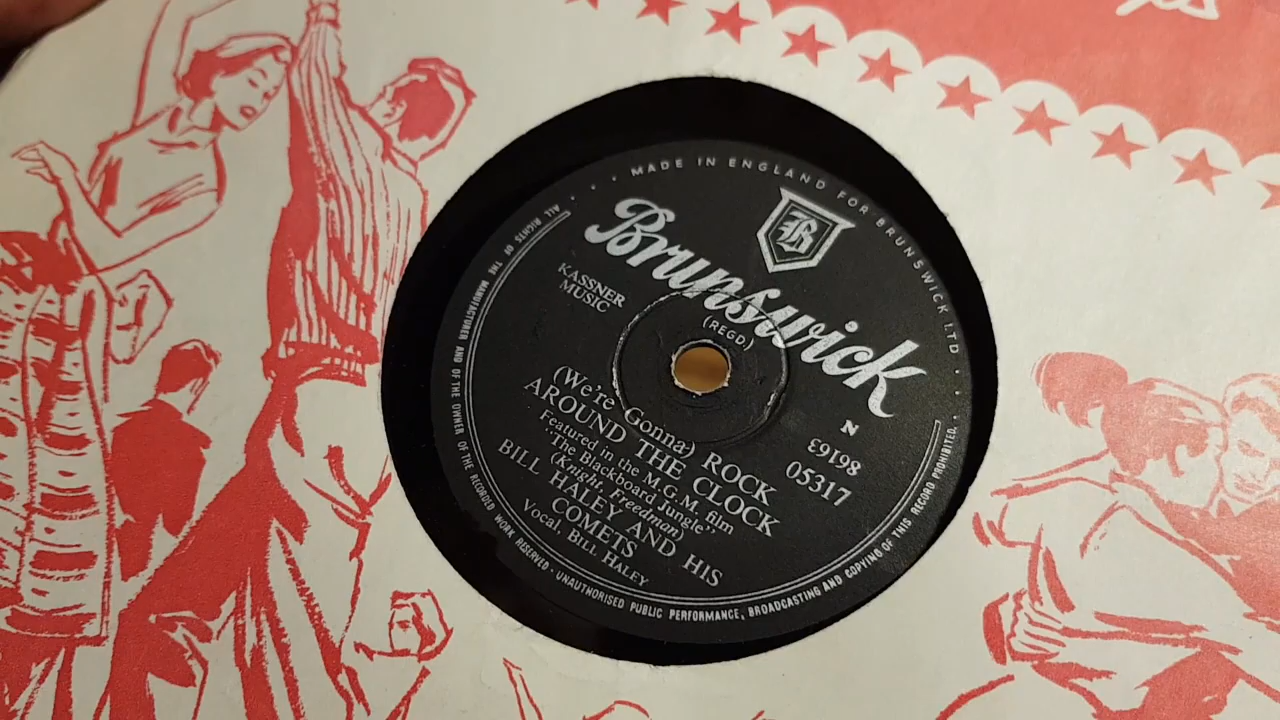 MADE IN ENGLAND FOR BRUNSWICK LTD
B
Brunswick
(REGD.)
KASSNER
MUSIC
N
86163
05317
(We're Gonna) ROCK
AROUND THE CLOCK
Featured in the M.G.M. film
"The Blackboard Jungle"
(Knight, Freedman)
BILL HALEY AND HIS
COMETS
Vocal, BILL HALEY
ALL RIGHTS OF THE MANUFACTURER AND OF THE OWNER OF THE RECORDED WORK RESERVED · UNAUTHORISED PUBLIC PERFORMANCE, BROADCASTING AND COPYING OF THIS RECORD PROHIBITED.